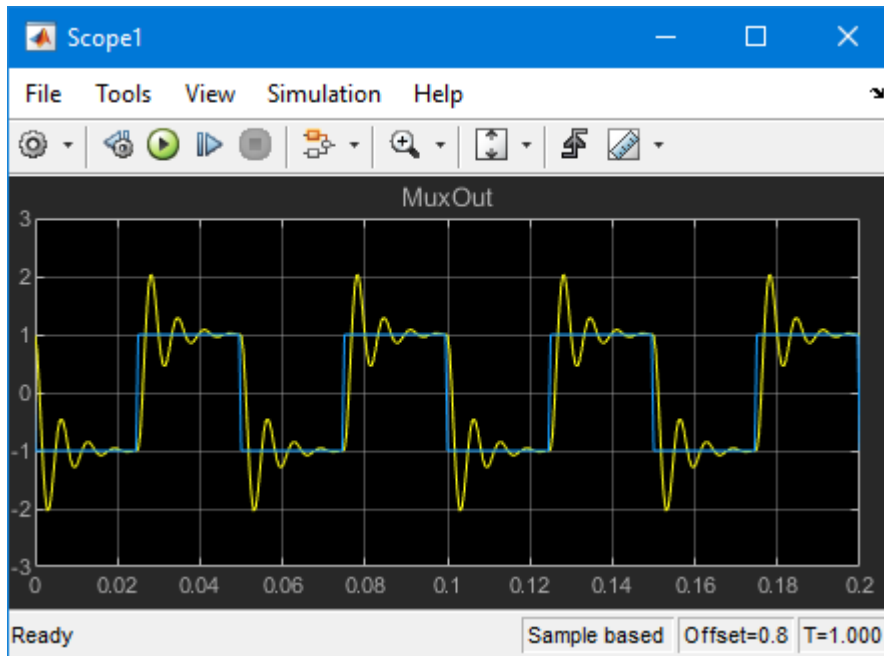 Scope1
File Tools View Simulation Help
MuxOut
3
2
1
0
-1
-2
-3
0 0.02 0.04 0.06 0.08 0.1 0.12 0.14 0.16 0.18 0.2
Ready Sample based Offset=0.8 T=1.000